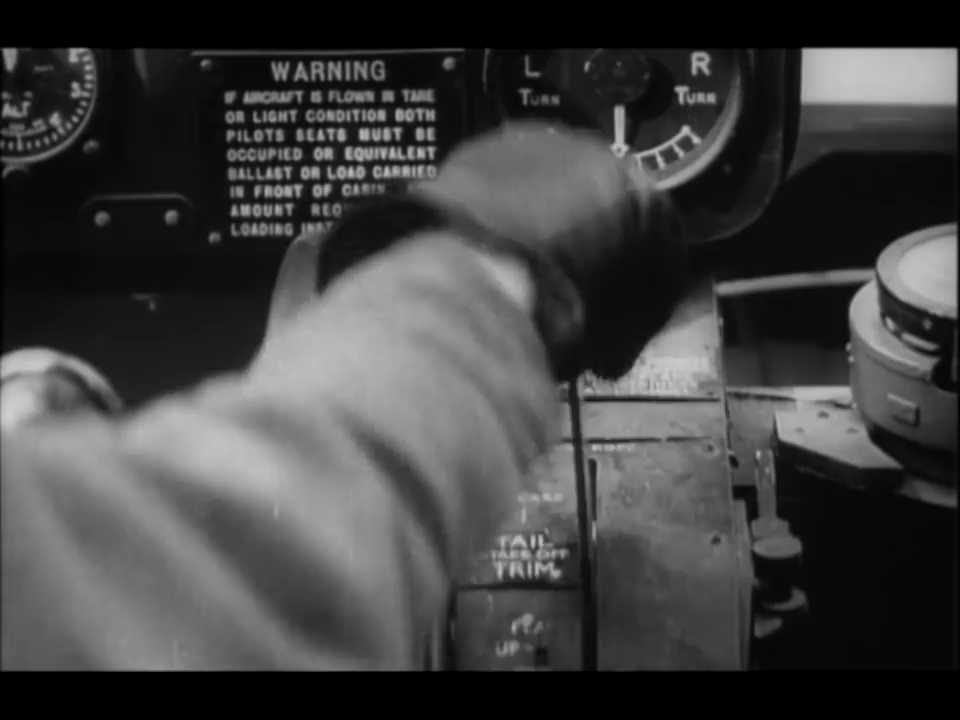 ALT
WARNING
IF AIRCRAFT IS FLOWN IN TARE
OR LIGHT CONDITION BOTH
PILOTS SEATS MUST BE
OCCUPIED OR EQUIVALENT
BALLAST OR LOAD CARRIED
IN FRONT OF CABIN
AMOUNT
LOADING
L
TURN
R
TURN
TAIL
TAKE OFF
TRIM
UP